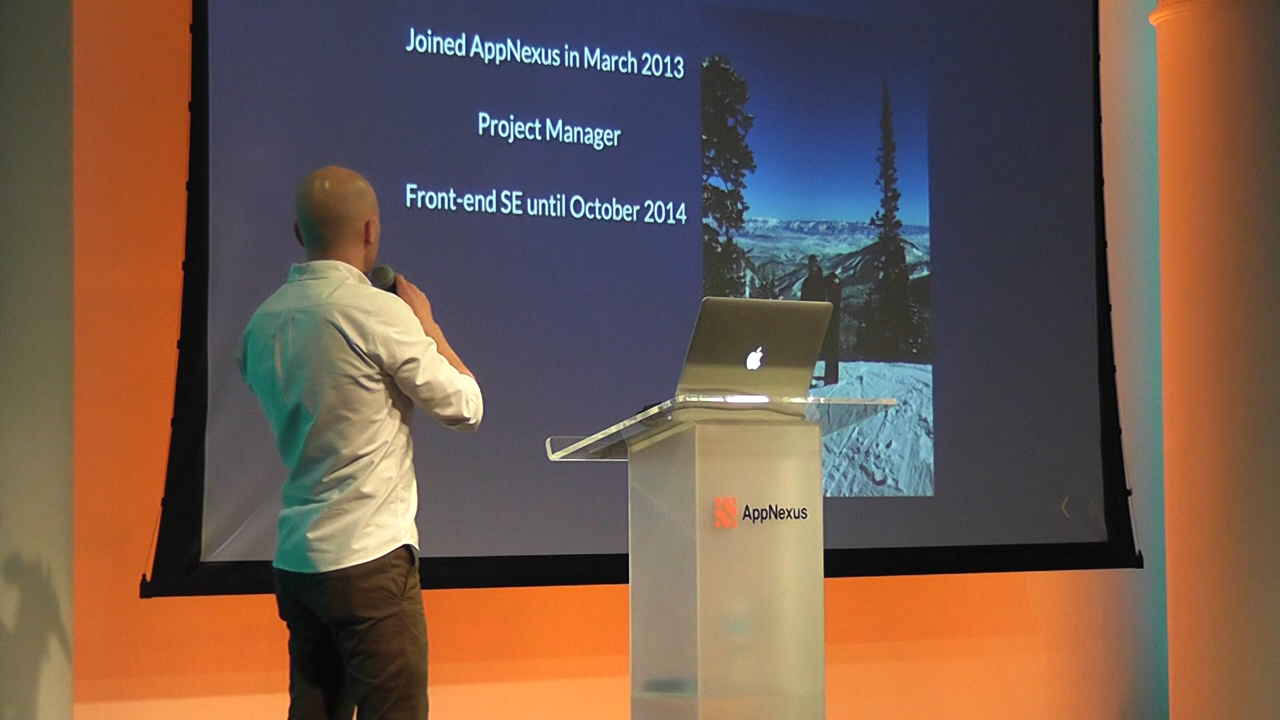 Joined AppNexus in March 2013
Project Manager
Front-end SE until October 2014
AppNexus